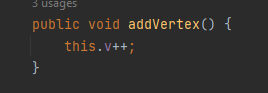 3 usages
public void addVertex() {
    this.v++;
}